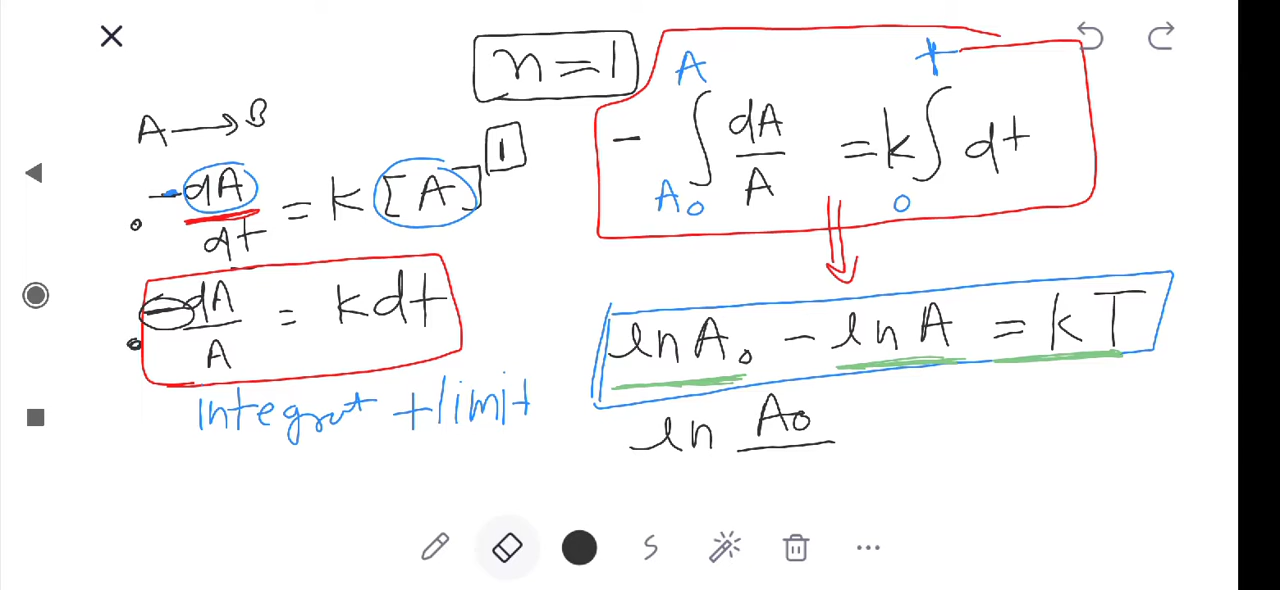 n=1
A → B
-dA/dt = k[A]^1
-dA/A = kdt
Integrat + limit
- ∫_{A₀}^{A} dA/A = k ∫_{0}^{t} dt
ln A₀ - ln A = kT
ln A₀